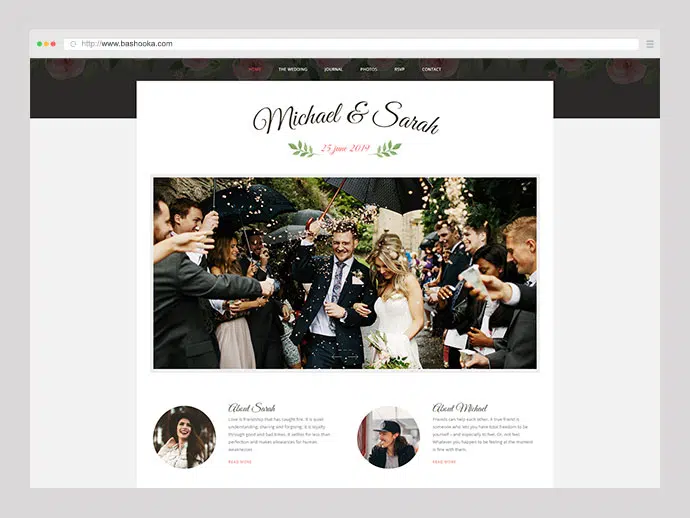 http://www.bashooka.com
HOME THE WEDDING JOURNAL PHOTOS RSVP CONTACT
Michael & Sarah
25 june 2014
About Sarah
Love is friendship that has caught fire. It is quiet
understanding, sharing and forgiving. It is loyalty
through good and bad times. It settles for less than
perfection and makes allowances for human
weaknesses
READ MORE
About Michael
Friends can help each other. A true friend is
someone who lets you have total freedom to be
yourself - and especially to feel. Or, not feel.
Whatever you happen to be feeling at the moment
is fine with them.
READ MORE